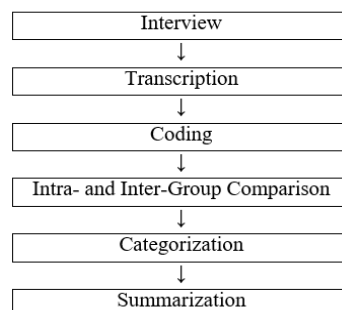 Interview
↓
Transcription
↓
Coding
↓
Intra- and Inter-Group Comparison
↓
Categorization
↓
Summarization